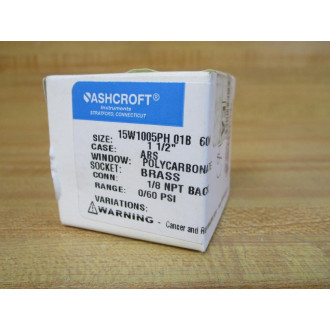 ASHCROFT®
Instruments
STRATFORD, CONNECTICUT
SIZE: 15W1005PH 01B 60
CASE: 1 1/2"
WINDOW: ABS
SOCKET: POLYCARBONATE
CONN: BRASS
1/8 NPT BACK
RANGE: 0/60 PSI
VARIATIONS:
⚠WARNING - Cancer and R